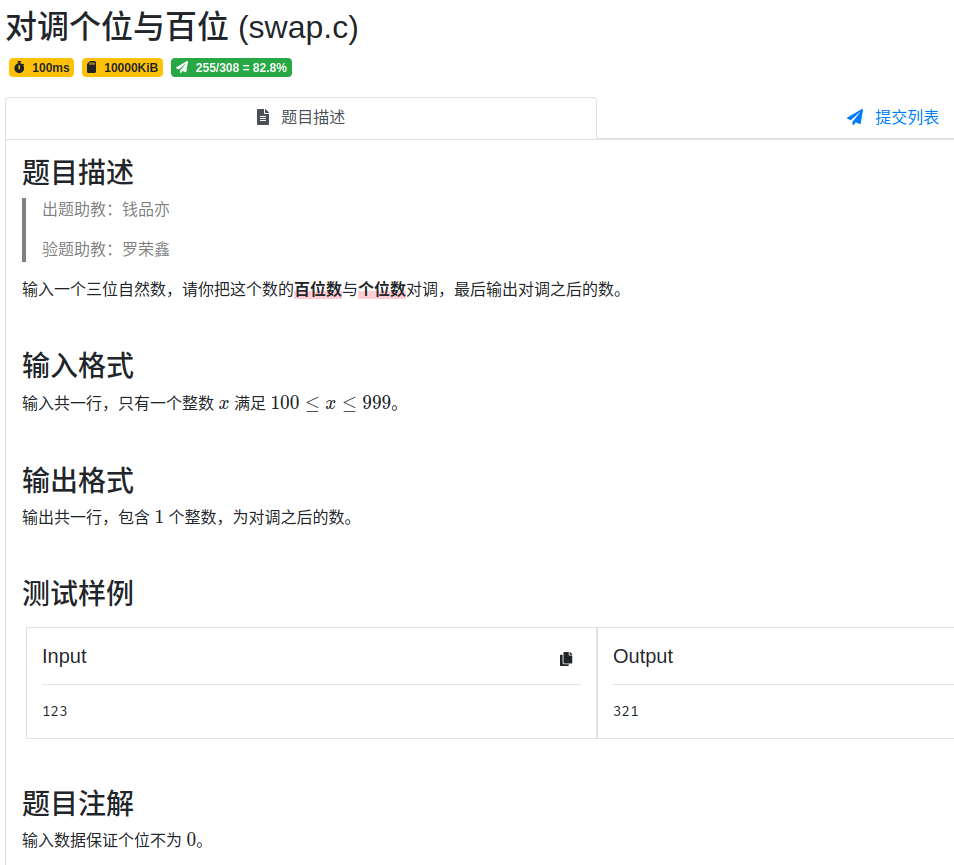 对调个位与百位 (swap.c)
100ms 10000KiB 255/308 = 82.8%
题目描述 提交列表
题目描述
出题助教：钱品亦
验题助教：罗荣鑫
输入一个三位自然数，请你把这个数的百位数与个位数对调，最后输出对调之后的数。
输入格式
输入共一行，只有一个整数 x 满足 100 ≤ x ≤ 999。
输出格式
输出共一行，包含 1 个整数，为对调之后的数。
测试样例
Input Output
123 321
题目注解
输入数据保证个位不为 0。